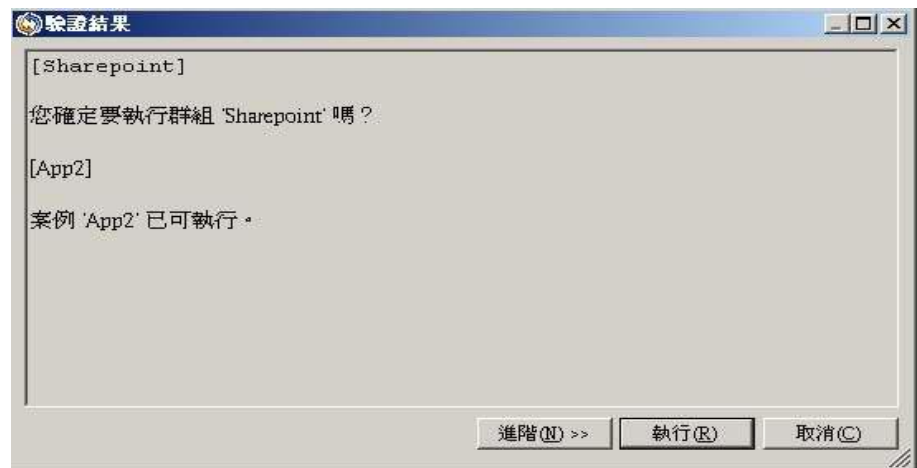 驗證結果
[Sharepoint]
您確定要執行群組 'Sharepoint' 嗎？
[App2]
案例 'App2' 已可執行。
進階(N) >> 執行(R) 取消(C)